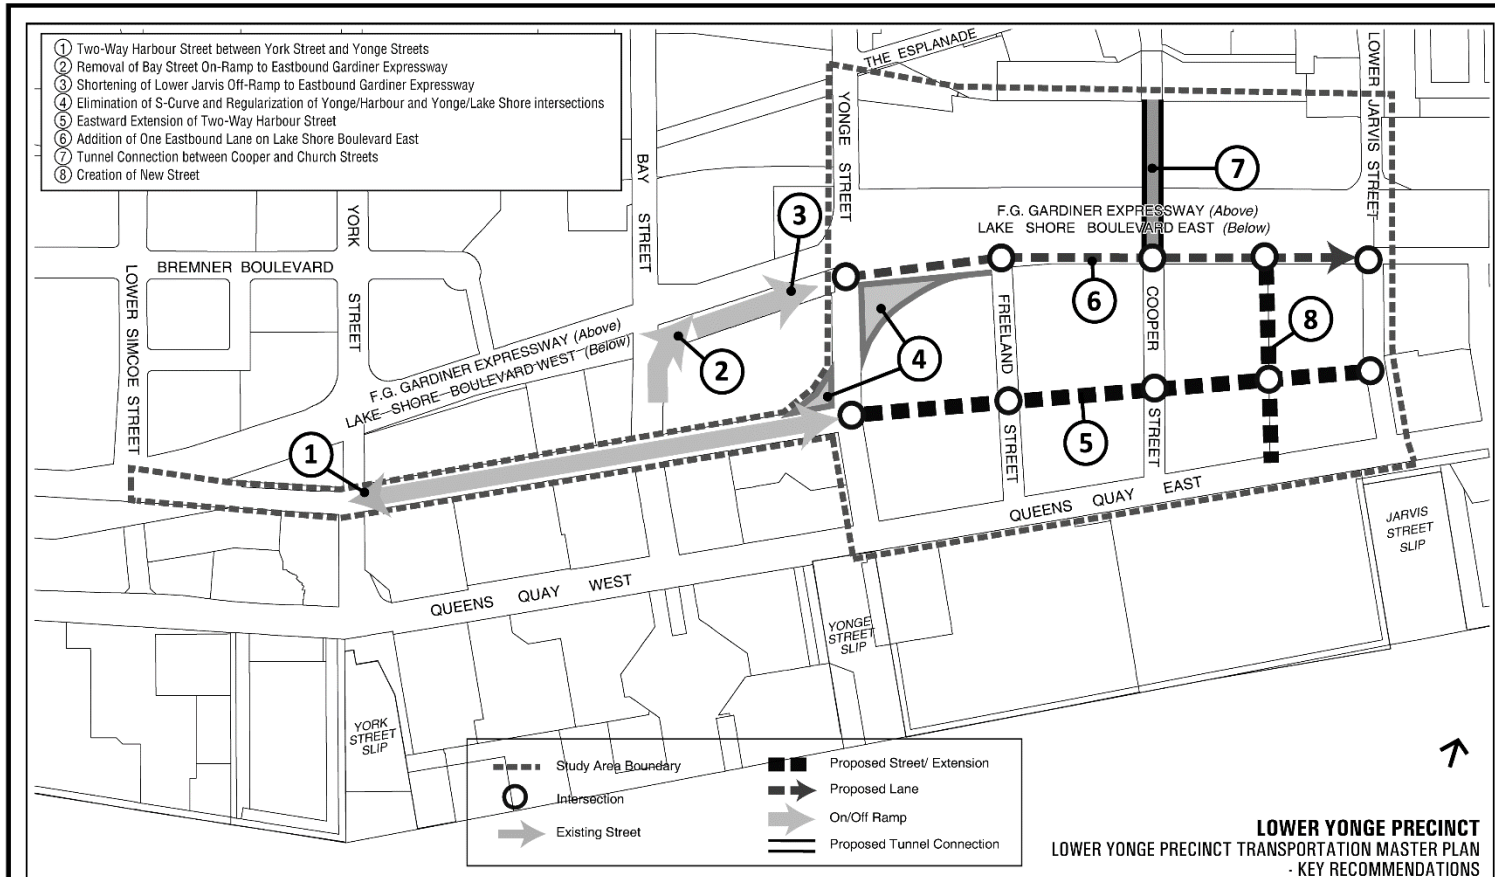 ① Two-Way Harbour Street between York Street and Yonge Streets
② Removal of Bay Street On-Ramp to Eastbound Gardiner Expressway
③ Shortening of Lower Jarvis Off-Ramp to Eastbound Gardiner Expressway
④ Elimination of S-Curve and Regularization of Yonge/Harbour and Yonge/Lake Shore intersections
⑤ Eastward Extension of Two-Way Harbour Street
⑥ Addition of One Eastbound Lane on Lake Shore Boulevard East
⑦ Tunnel Connection between Cooper and Churh Streets
⑧ Creation of New Street
THE ESPLANADE
YONGE STREET
LOWER JARVIS STREET
BAY STREET
YORK STREET
7
3
F.G. GARDINER EXPRESSWAY (Above)
LAKE SHORE BOULEVARD EAST (Below)
BREMNER BOULEVARD
LOWER SIMCOE STREET
6
FREELAND STREET
COOPER STREET
8
F.G. GARDINER EXPRESSWAY (Above)
LAKE SHORE BOULEVARD WEST (Below)
2
4
1
5
QUEENS QUAY EAST
JARVIS
STREET
SLIP
QUEENS QUAY WEST
YONGE
STREET
SLIP
YORK
STREET
SLIP
Study Area Boundary
Intersection
Existing Street
Proposed Street/ Extension
Proposed Lane
On/Off Ramp
Proposed Tunnel Connection
LOWER YONGE PRECINCT
LOWER YONGE PRECINCT TRANSPORTATION MASTER PLAN
- KEY RECOMMENDATIONS